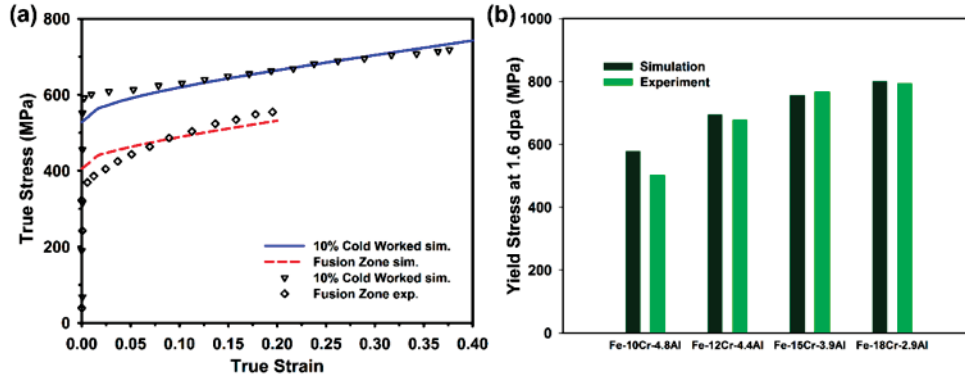 (a)
800
600
400
200
0
True Stress (MPa)
10% Cold Worked sim.
Fusion Zone sim.
10% Cold Worked sim.
Fusion Zone exp.
0.00 0.05 0.10 0.15 0.20 0.25 0.30 0.35 0.40
True Strain
(b)
1000
800
600
400
200
0
Yield Stress at 1.6 dpa (MPa)
Simulation
Experiment
Fe-10Cr-4.8Al Fe-12Cr-4.4Al Fe-15Cr-3.9Al Fe-18Cr-2.9Al